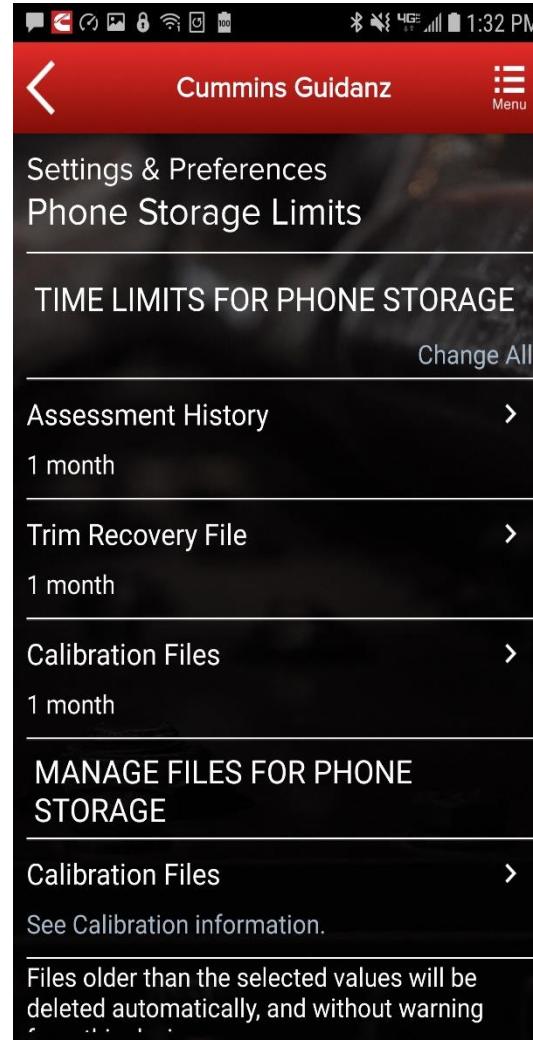 100
4GE
1:32 PM
Cummins Guidanz
Menu
Settings & Preferences
Phone Storage Limits
TIME LIMITS FOR PHONE STORAGE
Change All
Assessment History
1 month
Trim Recovery File
1 month
Calibration Files
1 month
MANAGE FILES FOR PHONE
STORAGE
Calibration Files
See Calibration information.
Files older than the selected values will be
deleted automatically, and without warning